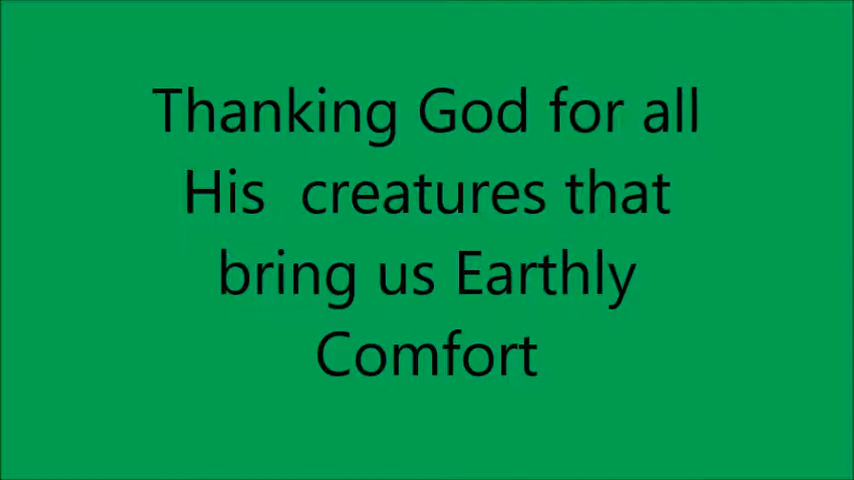 Thanking God for all
His  creatures that
bring us Earthly
Comfort